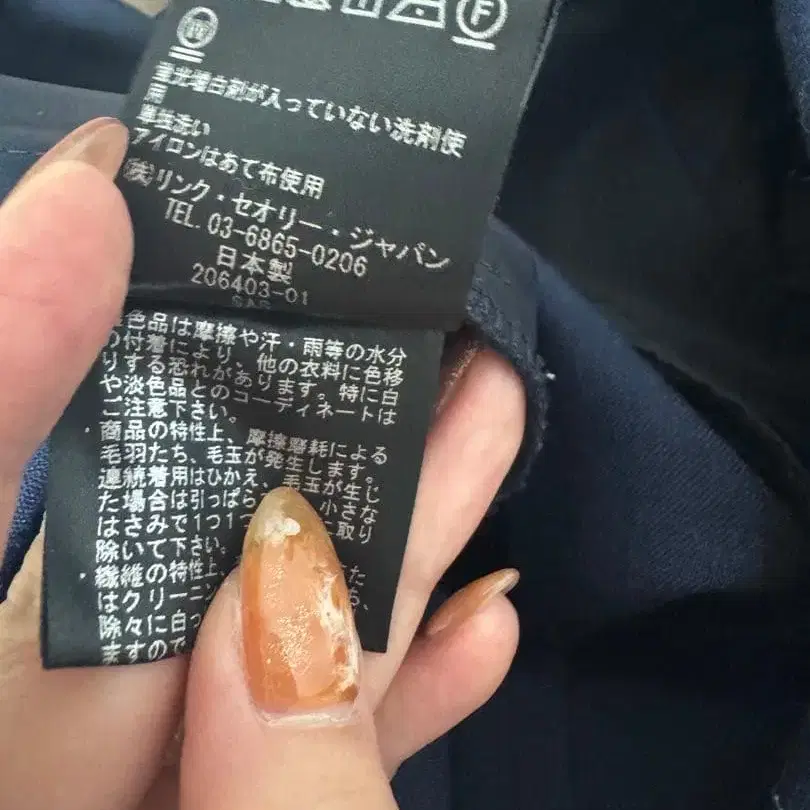 F
W
蛍光増白剤が入っていない洗剤使
用
単独洗い
アイロンはあて布使用
(株)リンク・セオリー・ジャパン
TEL.03-6865-0206
日本製
206403-01
色品は摩擦や汗・雨等の水分
の付着により、他の衣料に色移
りする恐れがあります。特に白
や淡色品とのコーディネートは
ご注意下さい。
商品の特性上、摩擦磨耗による
毛羽たち、毛玉が発生します。
連続着用はひかえ、毛玉が生じ
た場合は引っぱらず 小さな
はさみで1つ1つ 取り
除いて下さい。
繊維の特性上、 た
はクリーニン
除々に白っ
ますので